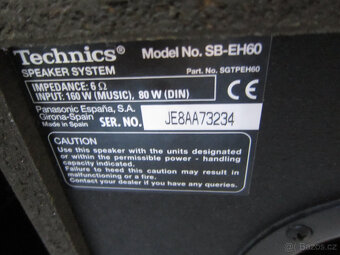 Technics® Model No. SB-EH60
SPEAKER SYSTEM Part. No. SGTPEH60
IMPEDANCE: 6 Ω
INPUT: 160 W (MUSIC), 80 W (DIN)
Panasonic España, S.A.
Girona-Spain
Made in Spain
SER. NO. JE8AA73234
CE
CAUTION
Use this speaker with the units designated
or within the permissible power - handling
capacity indicated.
Failure to heed this caution may result in
malfunctioning or a fire.
Contact your dealer if you have any questions.
Bazoš.cz